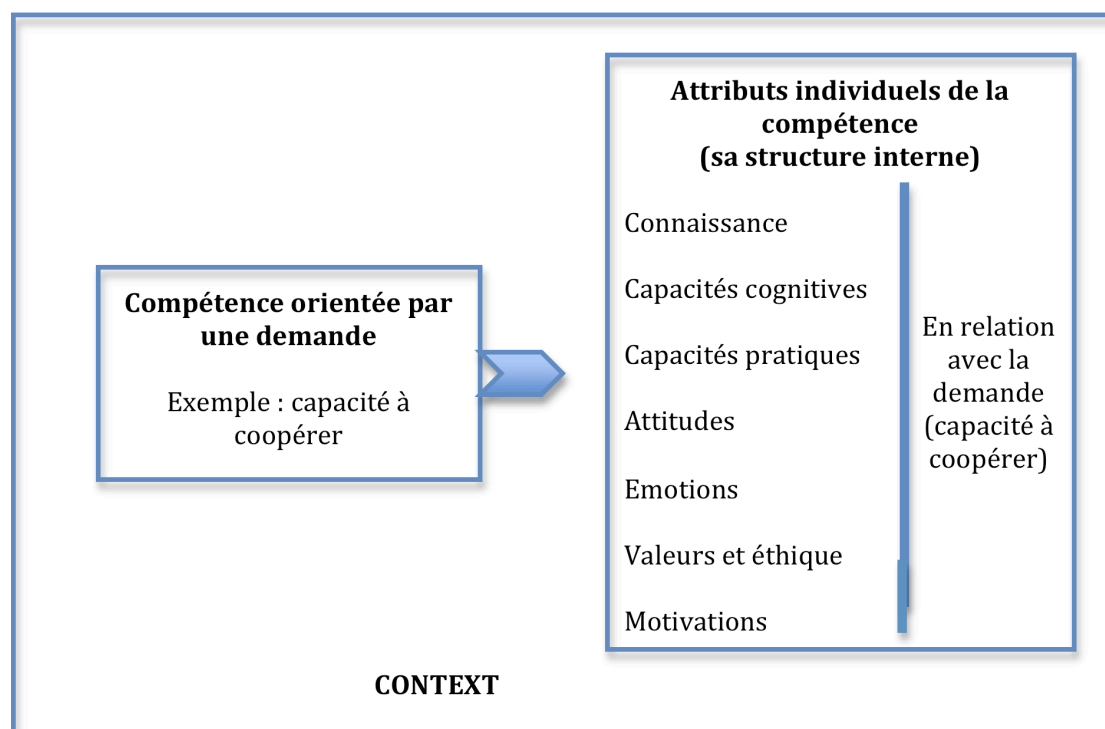 Attributs individuels de la
compétence
(sa structure interne)
Connaissance
Capacités cognitives
Capacités pratiques
Attitudes
Emotions
Valeurs et éthique
Motivations
En relation
avec la
demande
(capacité à
coopérer)
Compétence orientée par
une demande
Exemple : capacité à
coopérer
CONTEXT